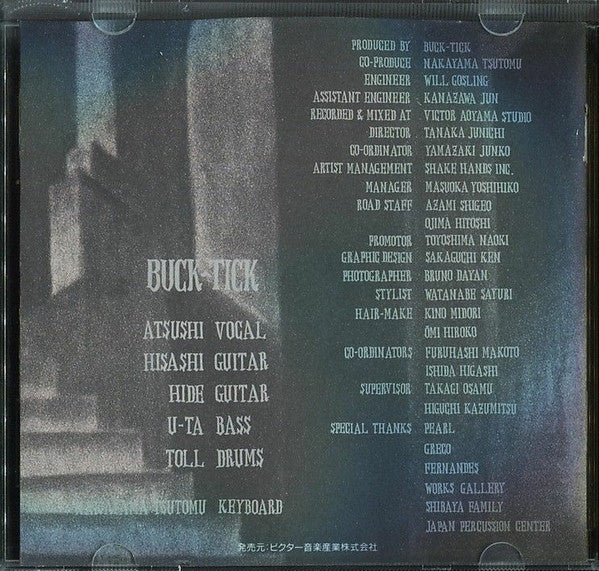 BUCK-TICK
ATSUSHI VOCAL
HISASHI GUITAR
HIDE GUITAR
U-TA BASS
TOLL DRUMS
TSUTOMU KEYBOARD
PRODUCED BY BUCK-TICK
CO-PRODUCE NAKAYAMA TSUTOMU
ENGINEER WILL GOSLING
ASSISTANT ENGINEER KANAZAWA JUN
RECORDED & MIXED AT VICTOR AOYAMA STUDIO
DIRECTOR TANAKA JUNICHI
CO-ORDINATOR YAMAZAKI JUNKO
ARTIST MANAGEMENT SHAKE HANDS INC.
MANAGER MASUOKA YOSHIHIKO
ROAD STAFF AZAMI SHIGEO
OJIMA HITOSHI
PROMOTOR TOYOSHIMA NAOKI
GRAPHIC DESIGN SAKAGUCHI KEN
PHOTOGRAPHER BRUNO DAYAN
STYLIST WATANABE SAYURI
HAIR-MAKE KINO MIDORI
ŌMI HIROKO
CO-ORDINATORS FURUHASHI MAKOTO
ISHIDA HIGASHI
SUPERVISOR TAKAGI OSAMU
HIGUCHI KAZUMITSU
SPECIAL THANKS PEARL
GRECO
FERNANDES
WORKS GALLERY
SHIBAYA FAMILY
JAPAN PERCUSSION CENTER
発売元:ビクター音楽産業株式会社